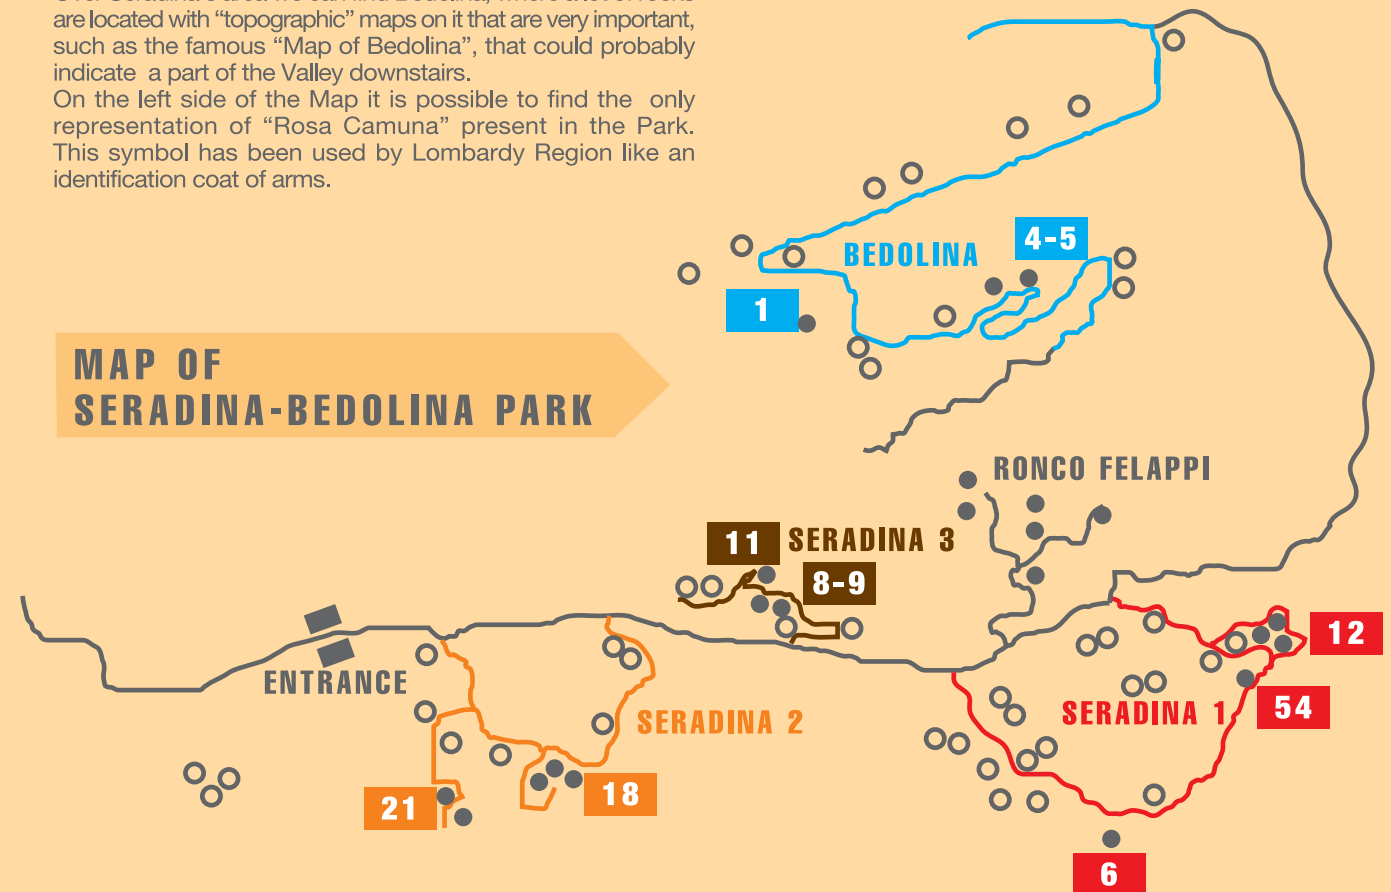 are located with “topographic” maps on it that are very important,
such as the famous “Map of Bedolina”, that could probably
indicate a part of the Valley downstairs.
On the left side of the Map it is possible to find the only
representation of “Rosa Camuna” present in the Park.
This symbol has been used by Lombardy Region like an
identification coat of arms.
BEDOLINA
4-5
1
MAP OF
SERADINA-BEDOLINA PARK
RONCO FELAPPI
11
SERADINA 3
8-9
12
ENTRANCE
SERADINA 2
SERADINA 1
54
18
21
6